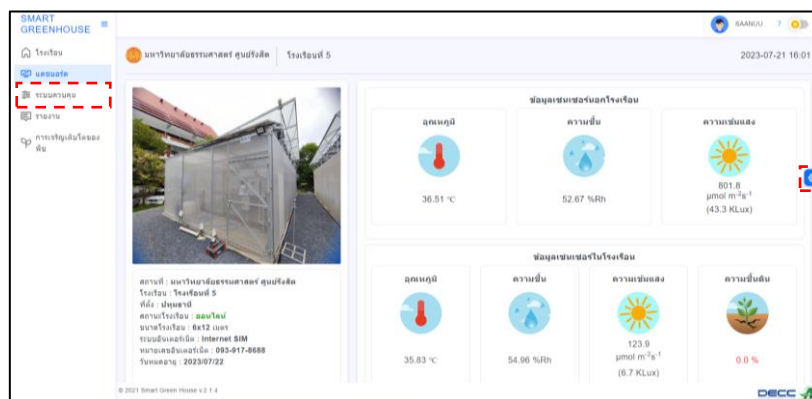 SMART
GREENHOUSE
โรงเรือน
แดชบอร์ด
ระบบควบคุม
รายงาน
การเจริญเติบโตของ
พืช
BAANUU
มหาวิทยาลัยธรรมศาสตร์ ศูนย์รังสิต
โรงเรือนที่ 5
2023-07-21 16:01
ข้อมูลเซนเซอร์นอกโรงเรือน
อุณหภูมิ
ความชื้น
ความเข้มแสง
36.51 °C
52.67 %Rh
801.8
μmol m⁻²s⁻¹
(43.3 KLux)
ข้อมูลเซนเซอร์ในโรงเรือน
อุณหภูมิ
ความชื้น
ความเข้มแสง
ความชื้นดิน
35.83 °C
54.96 %Rh
123.9
μmol m⁻²s⁻¹
(6.7 KLux)
0.0 %
สถานที่ : มหาวิทยาลัยธรรมศาสตร์ ศูนย์รังสิต
โรงเรือน : โรงเรือนที่ 5
ที่ตั้ง : ปทุมธานี
สถานะโรงเรือน : ออนไลน์
ขนาดโรงเรือน : 6x12 เมตร
ระบบอินเตอร์เน็ต : Internet SIM
หมายเลขอินเตอร์เน็ต : 093-917-8688
วันหมดอายุ : 2023/07/22
© 2021 Smart Green House v.2.1.4
DECC